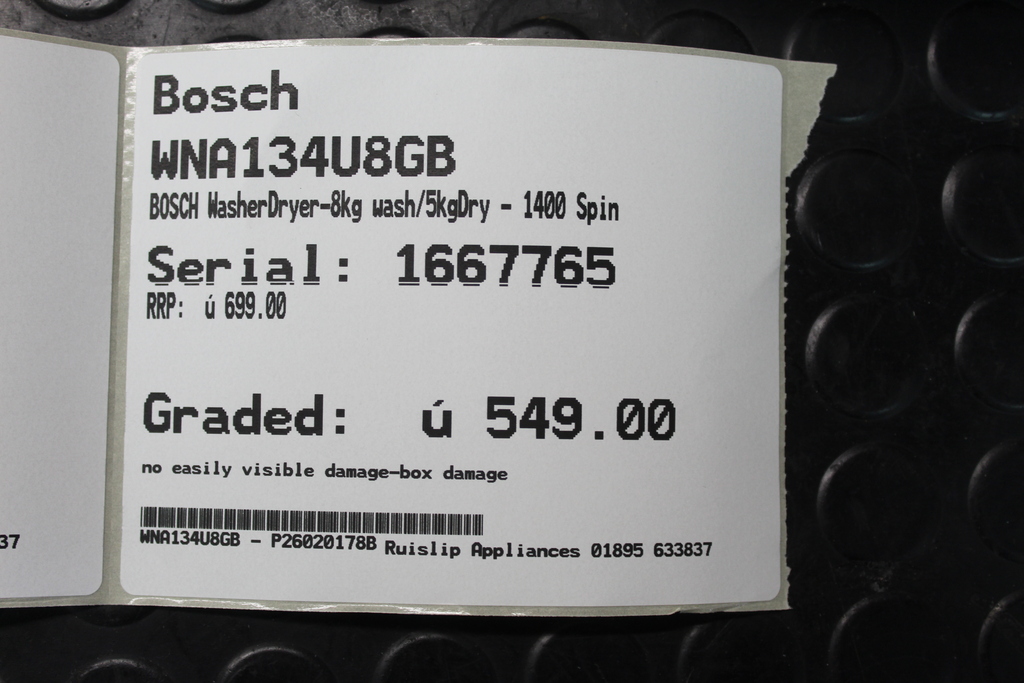 Bosch
WNA134U8GB
BOSCH WasherDryer-8kg wash/5kgDry - 1400 Spin
Serial: 1667765
RRP: ú 699.00
Graded: ú 549.00
no easily visible damage-box damage
WNA134U8GB - P26020178B Ruislip Appliances 01895 633837
37